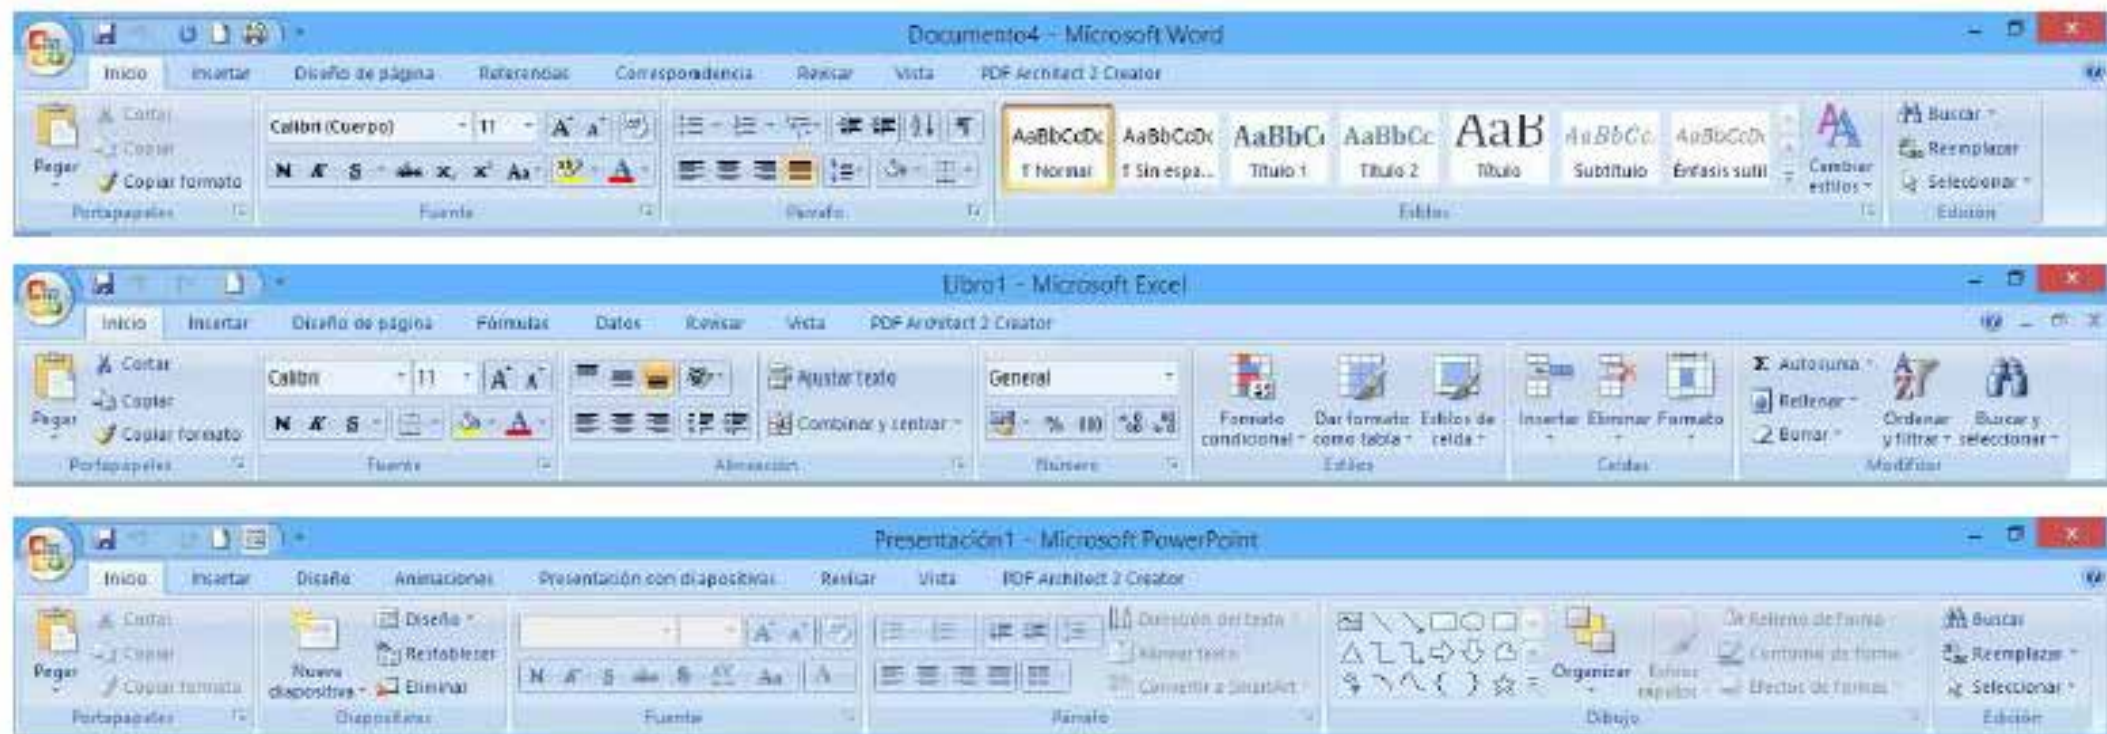 Documento4 - Microsoft Word
Inicio Insertar Diseño de página Referencias Correspondencia Revisar Vista PDF Architect 2 Creator
Cortar
Copiar
Pegar Copiar formato
Calibri (Cuerpo) 11
AaBbCcDc AaBbCcDc AaBbC AaBbCc AaB AaBbCc. AaBbCcDc
¶ Normal ¶ Sin espa... Título 1 Título 2 Título Subtítulo Énfasis sutil
Cambiar estilos
Buscar
Reemplazar
Seleccionar
Portapapeles Fuente Párrafo Estilos Edición
Libro1 - Microsoft Excel
Inicio Insertar Diseño de página Fórmulas Datos Revisar Vista PDF Architect 2 Creator
Cortar
Copiar
Pegar Copiar formato
Calibri 11
Ajustar texto
Combinar y centrar
General
% 000
Formato condicional Dar formato como tabla Estilos de celda
Insertar Eliminar Formato
Σ Autosuma
Rellenar
Borrar
Ordenar y filtrar Buscar y seleccionar
Portapapeles Fuente Alineación Número Estilos Celdas Modificar
Presentación1 - Microsoft PowerPoint
Inicio Insertar Diseño Animaciones Presentación con diapositivas Revisar Vista PDF Architect 2 Creator
Cortar
Copiar
Pegar Copiar formato
Nueva diapositiva
Diseño
Restablecer
Eliminar
Dirección del texto
Alinear texto
Convertir a SmartArt
Organizar Estilos rápidos
Relleno de forma
Contorno de forma
Efectos de formas
Buscar
Reemplazar
Seleccionar
Portapapeles Diapositivas Fuente Párrafo Dibujo Edición